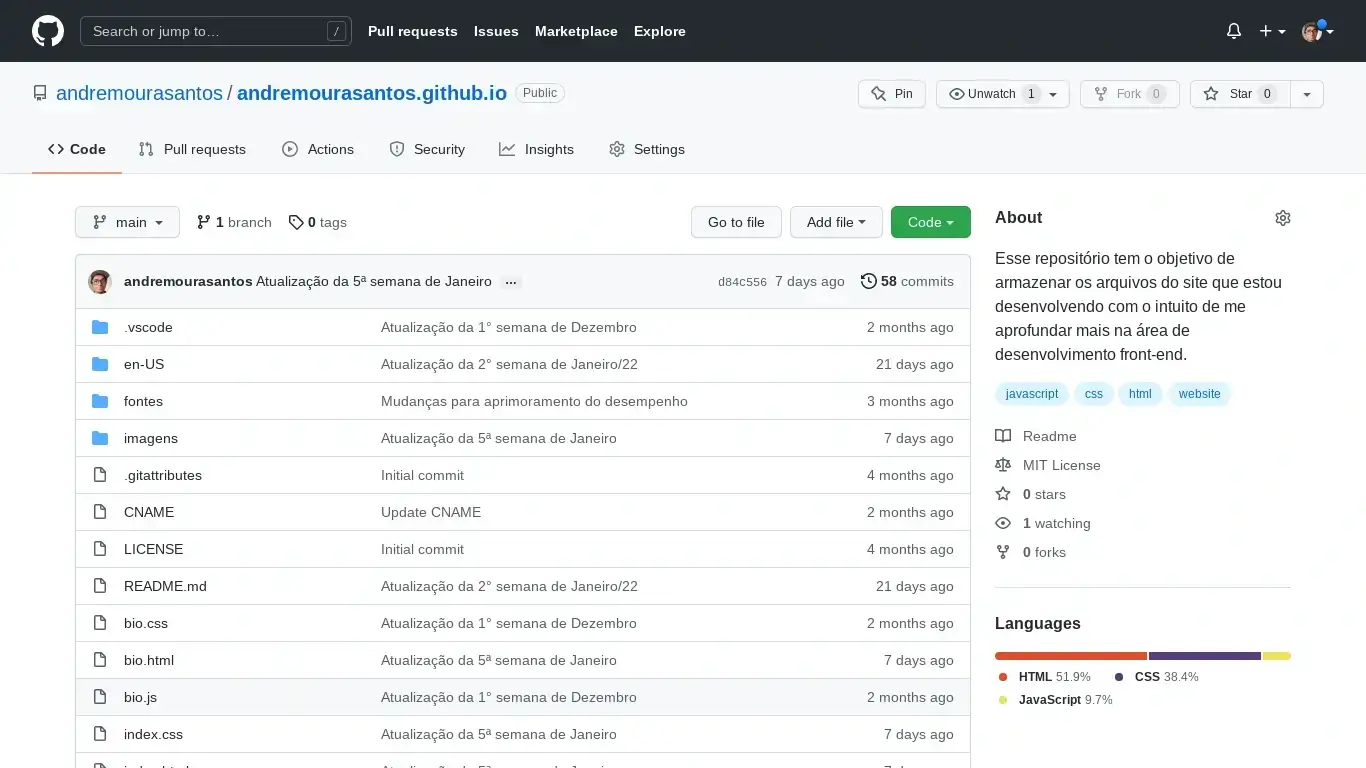 Search or jump to… /
Pull requests Issues Marketplace Explore
andremourasantos / andremourasantos.github.io Public
Pin Unwatch 1 Fork 0 Star 0
Code Pull requests Actions Security Insights Settings
main 1 branch 0 tags Go to file Add file Code
andremourasantos Atualização da 5ª semana de Janeiro … d84c556 7 days ago 58 commits
.vscode Atualização da 1° semana de Dezembro 2 months ago
en-US Atualização da 2° semana de Janeiro/22 21 days ago
fontes Mudanças para aprimoramento do desempenho 3 months ago
imagens Atualização da 5ª semana de Janeiro 7 days ago
.gitattributes Initial commit 4 months ago
CNAME Update CNAME 2 months ago
LICENSE Initial commit 4 months ago
README.md Atualização da 2° semana de Janeiro/22 21 days ago
bio.css Atualização da 1° semana de Dezembro 2 months ago
bio.html Atualização da 5ª semana de Janeiro 7 days ago
bio.js Atualização da 1° semana de Dezembro 2 months ago
index.css Atualização da 5ª semana de Janeiro 7 days ago
About
Esse repositório tem o objetivo de
armazenar os arquivos do site que estou
desenvolvendo com o intuito de me
aprofundar mais na área de
desenvolvimento front-end.
javascript css html website
Readme
MIT License
0 stars
1 watching
0 forks
Languages
HTML 51.9% CSS 38.4%
JavaScript 9.7%